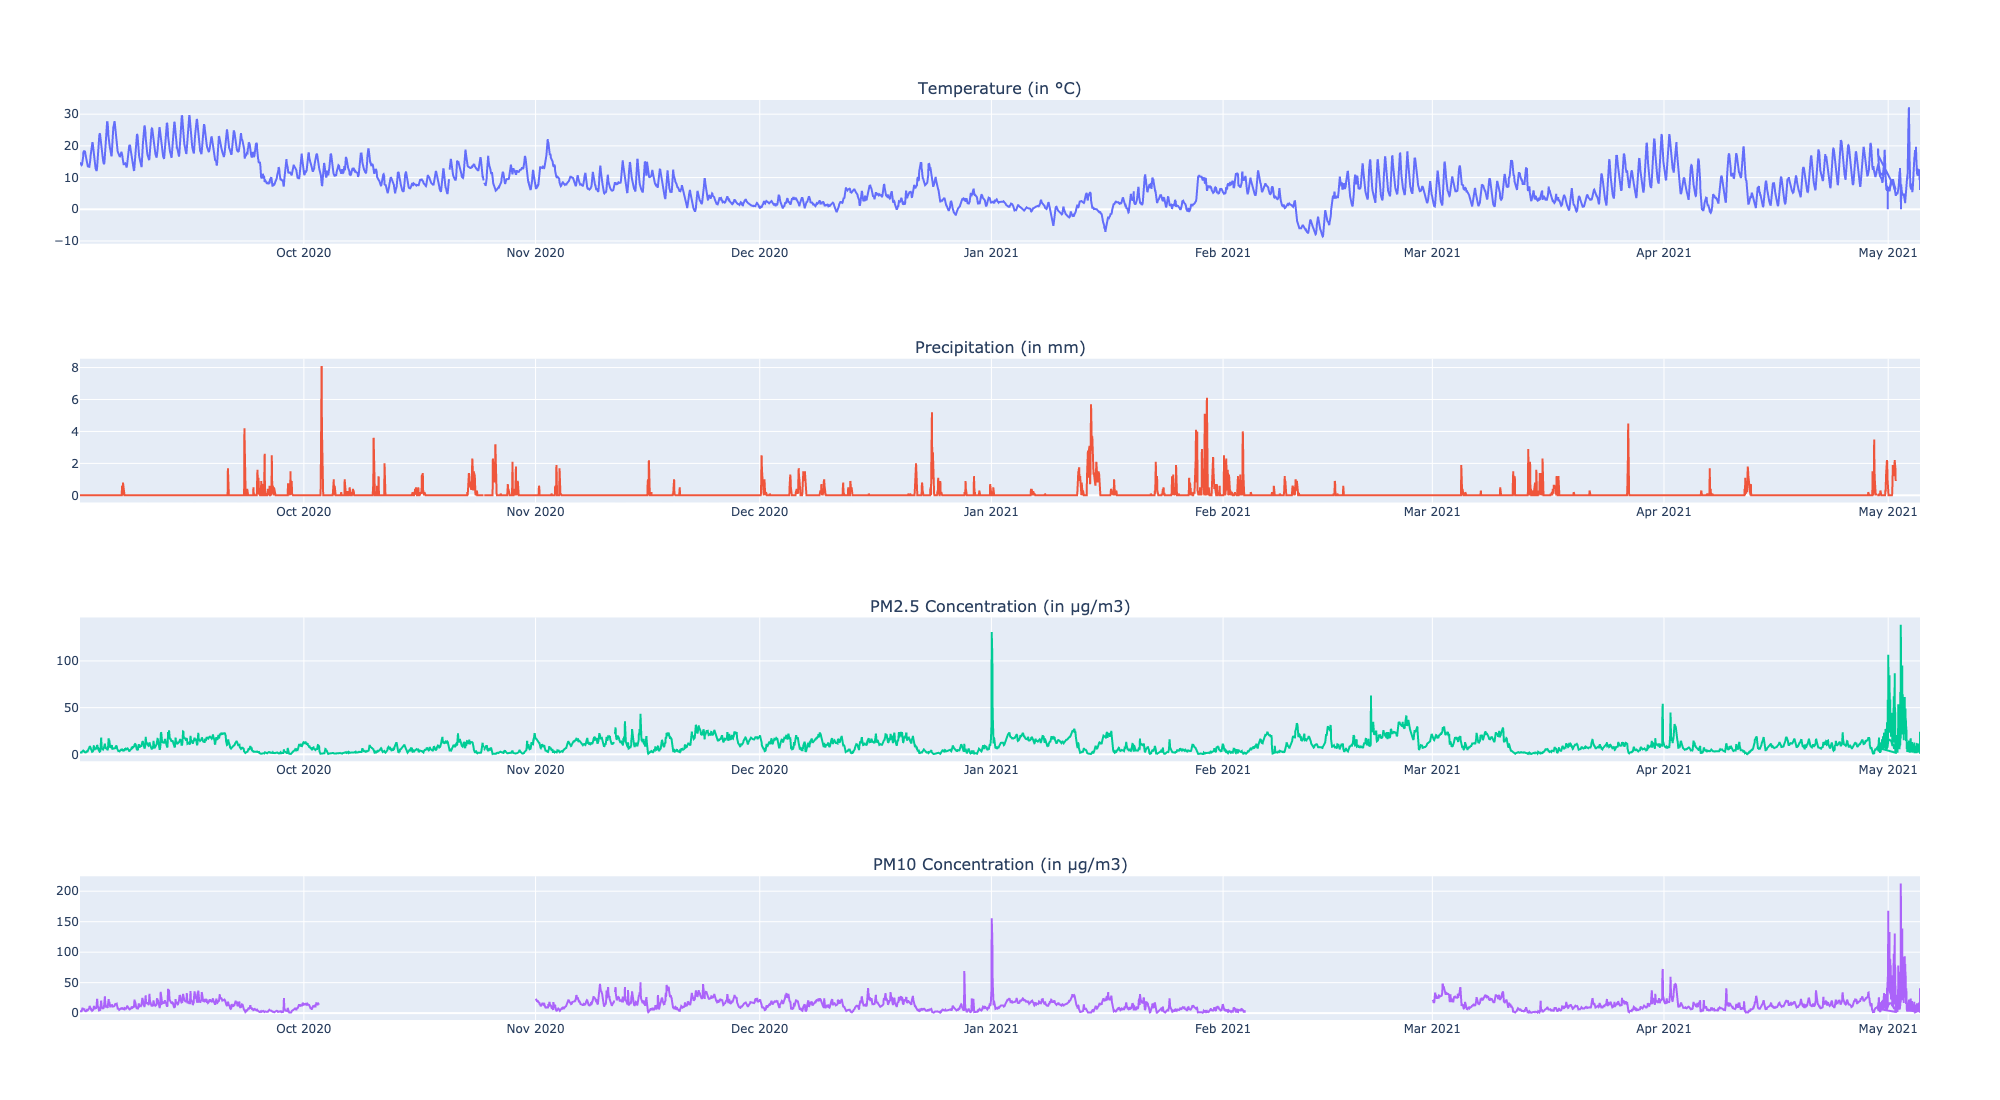 Temperature (in °C)
30
20
10
0
−10
Oct 2020 Nov 2020 Dec 2020 Jan 2021 Feb 2021 Mar 2021 Apr 2021 May 2021
Precipitation (in mm)
8
6
4
2
0
Oct 2020 Nov 2020 Dec 2020 Jan 2021 Feb 2021 Mar 2021 Apr 2021 May 2021
PM2.5 Concentration (in µg/m3)
100
50
0
Oct 2020 Nov 2020 Dec 2020 Jan 2021 Feb 2021 Mar 2021 Apr 2021 May 2021
PM10 Concentration (in µg/m3)
200
150
100
50
0
Oct 2020 Nov 2020 Dec 2020 Jan 2021 Feb 2021 Mar 2021 Apr 2021 May 2021